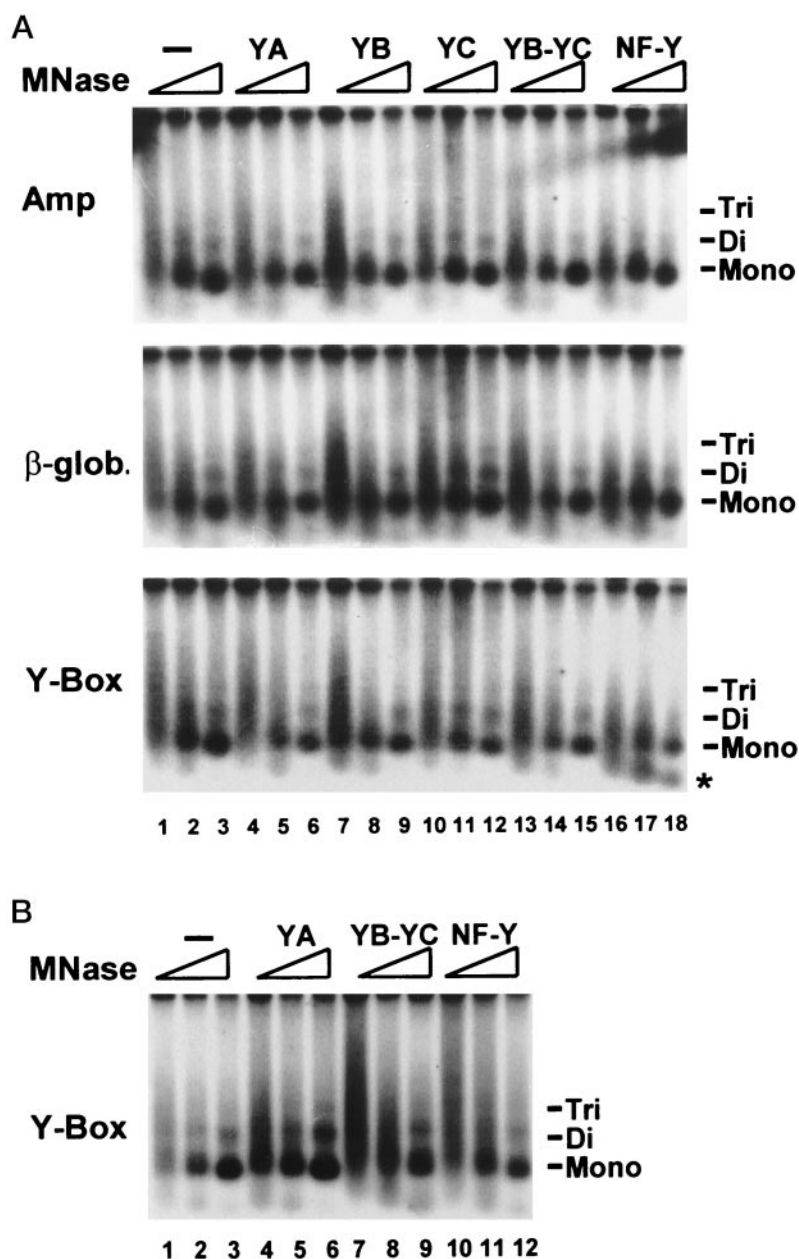 A
— YA YB YC YB-YC NF-Y
MNase
Amp
-Tri
-Di
-Mono
β-glob.
-Tri
-Di
-Mono
Y-Box
-Tri
-Di
-Mono
*
1 2 3 4 5 6 7 8 9 10 11 12 13 14 15 16 17 18
B
— YA YB-YC NF-Y
MNase
Y-Box
-Tri
-Di
-Mono
1 2 3 4 5 6 7 8 9 10 11 12